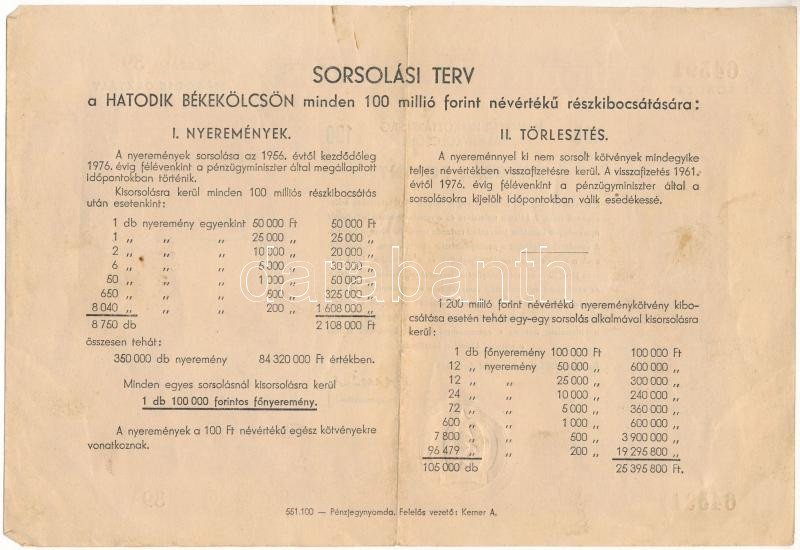 SORSOLÁSI TERV
a HATODIK BÉKEKÖLCSÖN minden 100 millió forint névértékű részkibocsátására:
I. NYEREMÉNYEK.
A nyeremények sorsolása az 1956. évtől kezdődőleg
1976. évig félévenkint a pénzügyminiszter által megállapított
időpontokban történik.
Kisorsolásra kerül minden 100 milliós részkibocsátás
után esetenkint:
1 db nyeremény egyenkint 50 000 Ft 50 000 Ft
1 „ „ „ 25 000 „ 25 000 „
2 „ „ „ 10 000 „ 20 000 „
6 „ „ „ 5 000 „ 30 000 „
50 „ „ „ 1 000 „ 50 000 „
650 „ „ „ 500 „ 325 000 „
8 040 „ „ „ 200 „ 1 608 000 „
8 750 db 2 108 000 Ft
összesen tehát:
350 000 db nyeremény 84 320 000 Ft értékben.
Minden egyes sorsolásnál kisorsolásra kerül
1 db 100 000 forintos főnyeremény.
A nyeremények a 100 Ft névértékű egész kötvényekre
vonatkoznak.
II. TÖRLESZTÉS.
A nyereménnyel ki nem sorsolt kötvények mindegyike
teljes névértékben visszafizetésre kerül. A visszafizetés 1961.
évtől 1976. évig félévenkint a pénzügyminiszter által a
sorsolásokra kijelölt időpontokban válik esedékessé.
1 200 millió forint névértékű nyereménykötvény kibo-
csátása esetén tehát egy-egy sorsolás alkalmával kisorsolásra
kerül:
1 db főnyeremény 100 000 Ft 100 000 Ft
12 „ nyeremény 50 000 „ 600 000 „
12 „ „ 25 000 „ 300 000 „
24 „ „ 10 000 „ 240 000 „
72 „ „ 5 000 „ 360 000 „
600 „ „ 1 000 „ 600 000 „
7 800 „ „ 500 „ 3 900 000 „
96 479 „ „ 200 „ 19 295 800 „
105 000 db 25 395 800 Ft.
551.100 — Pénzjegynyomda. Felelős vezető: Kerner A.
darabanth